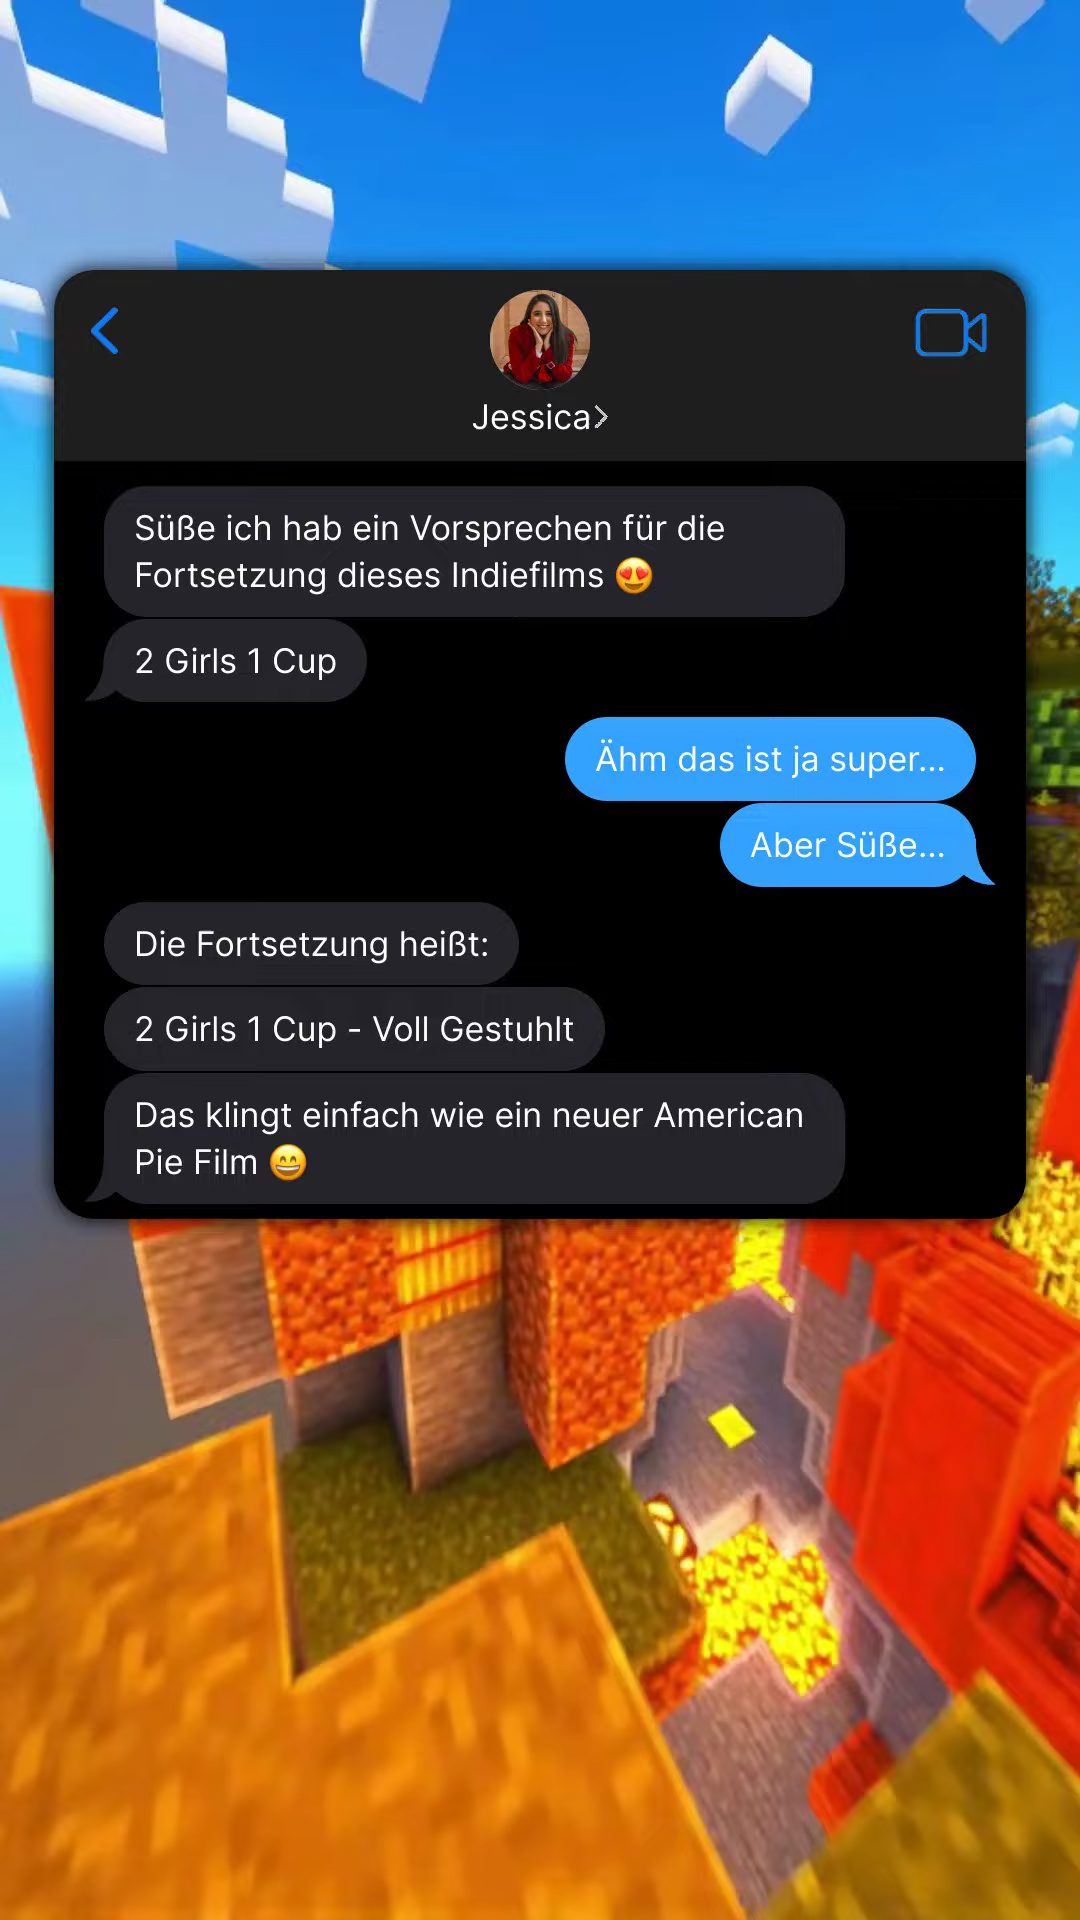 Jessica
Süße ich hab ein Vorsprechen für die
Fortsetzung dieses Indiefilms 😍
2 Girls 1 Cup
Ähm das ist ja super...
Aber Süße...
Die Fortsetzung heißt:
2 Girls 1 Cup - Voll Gestuhlt
Das klingt einfach wie ein neuer American
Pie Film 😄